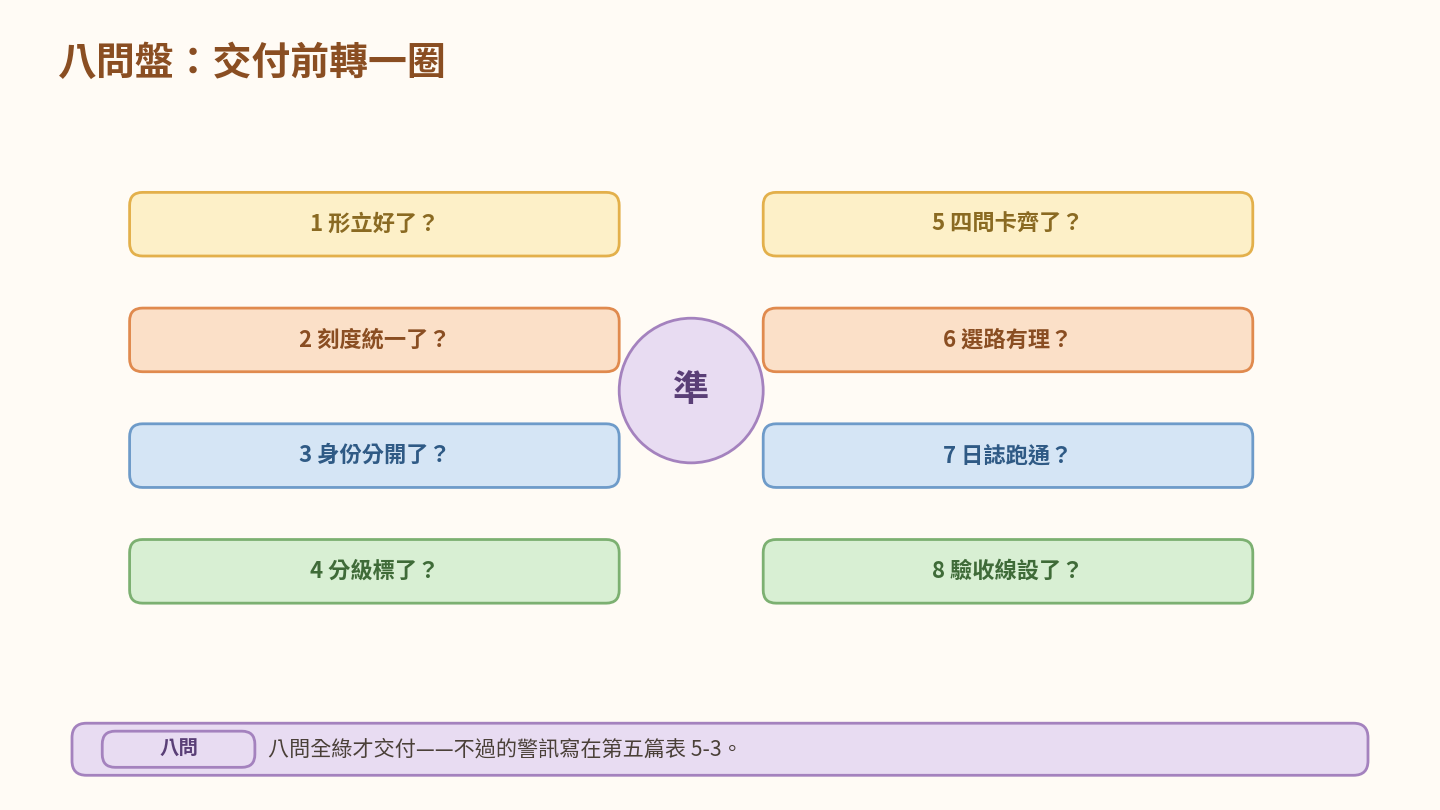 八問盤：交付前轉一圈
1 形立好了？
2 刻度統一了？
3 身份分開了？
4 分級標了？
準
5 四問卡齊了？
6 選路有理？
7 日誌跑通？
8 驗收線設了？
八問
八問全綠才交付——不過的警訊寫在第五篇表 5-3。